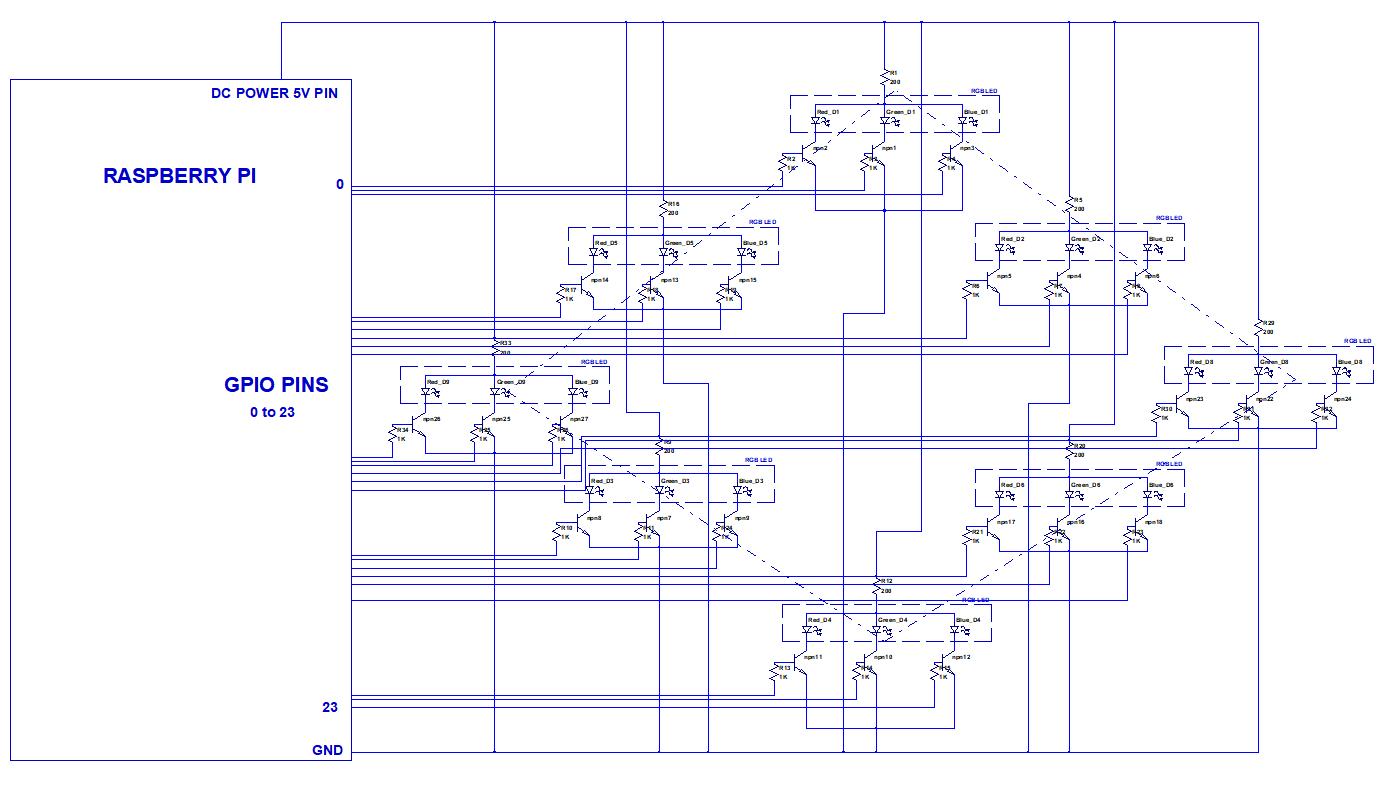 DC POWER 5V PIN
RASPBERRY PI
0
GPIO PINS
0 to 23
23
GND
R1
200
RGB LED
Red_D1
Green_D1
Blue_D1
npn2
npn1
npn3
R2
1K
1K
1K
R16
200
RGB LED
Red_D5
Green_D5
Blue_D5
npn14
npn13
npn15
R17
1K
1K
1K
R5
200
RGB LED
Red_D2
Green_D2
Blue_D2
npn5
npn4
npn6
R6
1K
1K
1K
R33
200
RGB LED
Red_D9
Green_D9
Blue_D9
npn26
npn25
npn27
R34
1K
1K
1K
R29
200
RGB LED
Red_D8
Green_D8
Blue_D8
npn23
npn22
npn24
R30
1K
1K
1K
R9
200
RGB LED
Red_D3
Green_D3
Blue_D3
npn8
npn7
npn9
R10
1K
R11
1K
1K
R20
200
RGB LED
Red_D6
Green_D6
Blue_D6
npn17
npn16
npn18
R21
1K
1K
1K
R12
200
RGB LED
Red_D4
Green_D4
Blue_D4
npn11
npn10
npn12
R13
1K
R14
1K
R15
1K